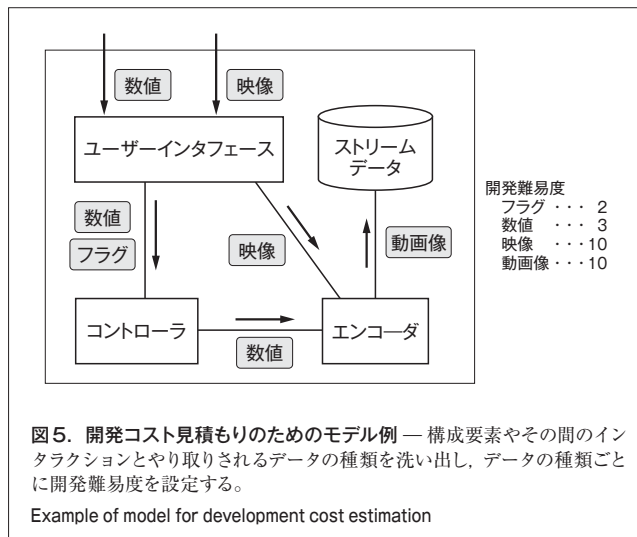 数値
映像
ユーザーインタフェース
ストリーム
データ
開発難易度
フラグ・・・ 2
数値 ・・・ 3
映像 ・・・10
動画像・・・10
数値
フラグ
映像
動画像
コントローラ
数値
エンコーダ
図5. 開発コスト見積もりのためのモデル例 — 構成要素やその間のイン
タラクションとやり取りされるデータの種類を洗い出し, データの種類ごと
に開発難易度を設定する。
Example of model for development cost estimation